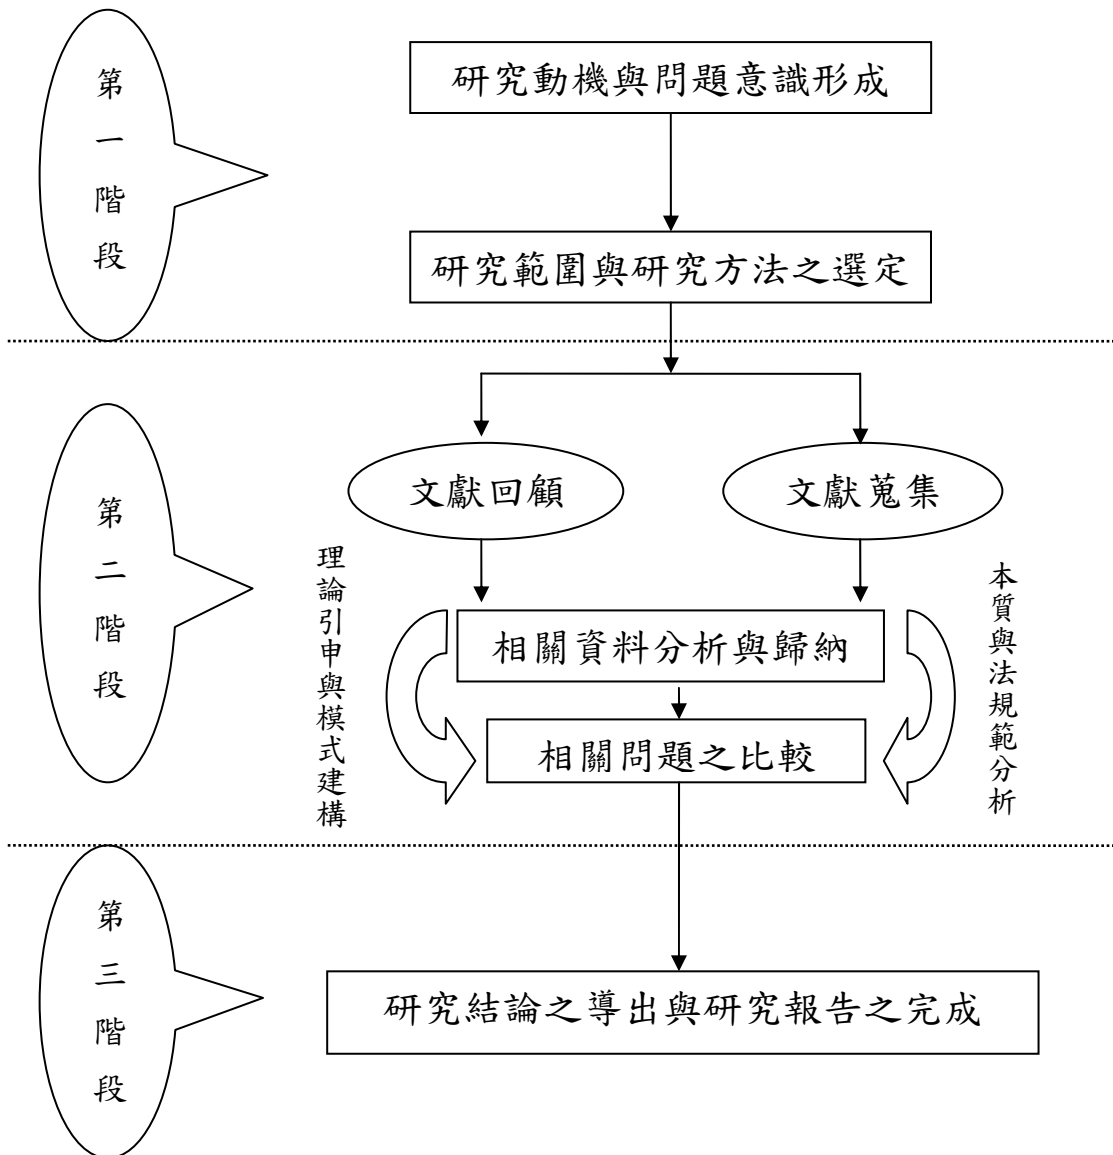 第一階段
研究動機與問題意識形成
研究範圍與研究方法之選定
第二階段
文獻回顧
文獻蒐集
理論引申與模式建構
相關資料分析與歸納
本質與法規範分析
相關問題之比較
第三階段
研究結論之導出與研究報告之完成